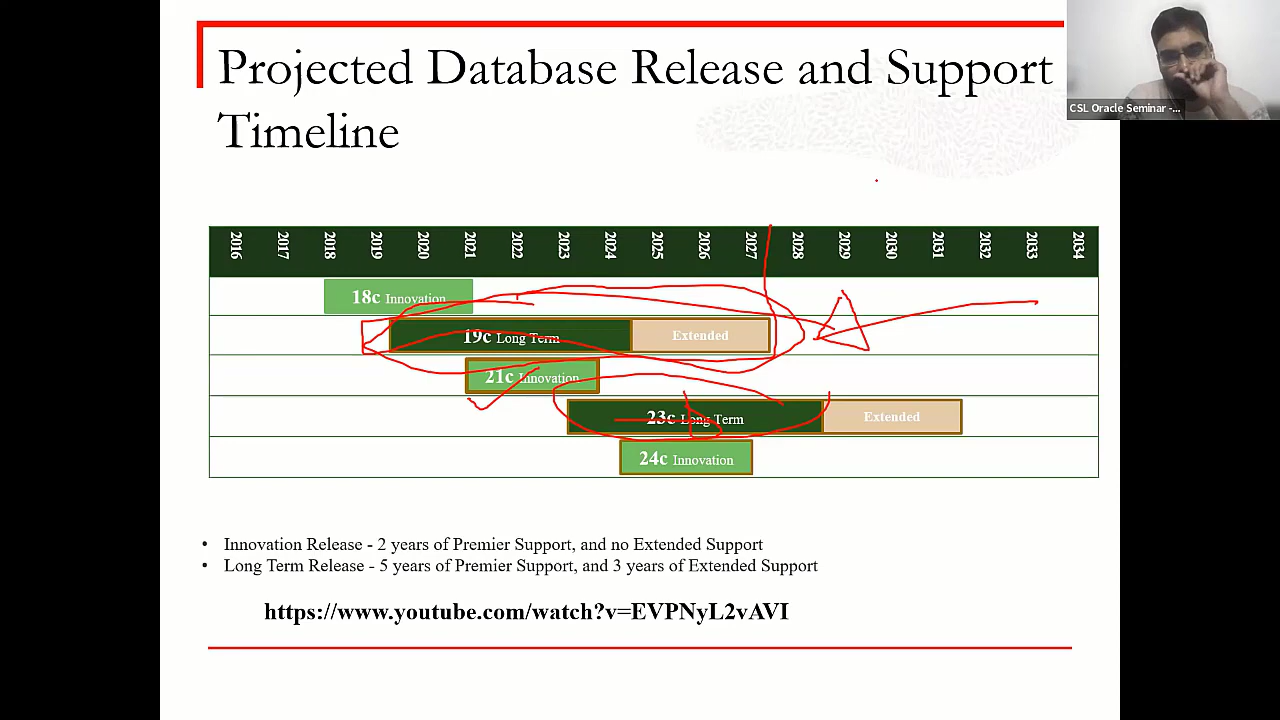 Projected Database Release and Support
Timeline
CSL Oracle Seminar -...
2016 2017 2018 2019 2020 2021 2022 2023 2024 2025 2026 2027 2028 2029 2030 2031 2032 2033 2034
18c Innovation
19c Long Term Extended
21c Innovation
23c Long Term Extended
24c Innovation
• Innovation Release - 2 years of Premier Support, and no Extended Support
• Long Term Release - 5 years of Premier Support, and 3 years of Extended Support
https://www.youtube.com/watch?v=EVPNyL2vAVI